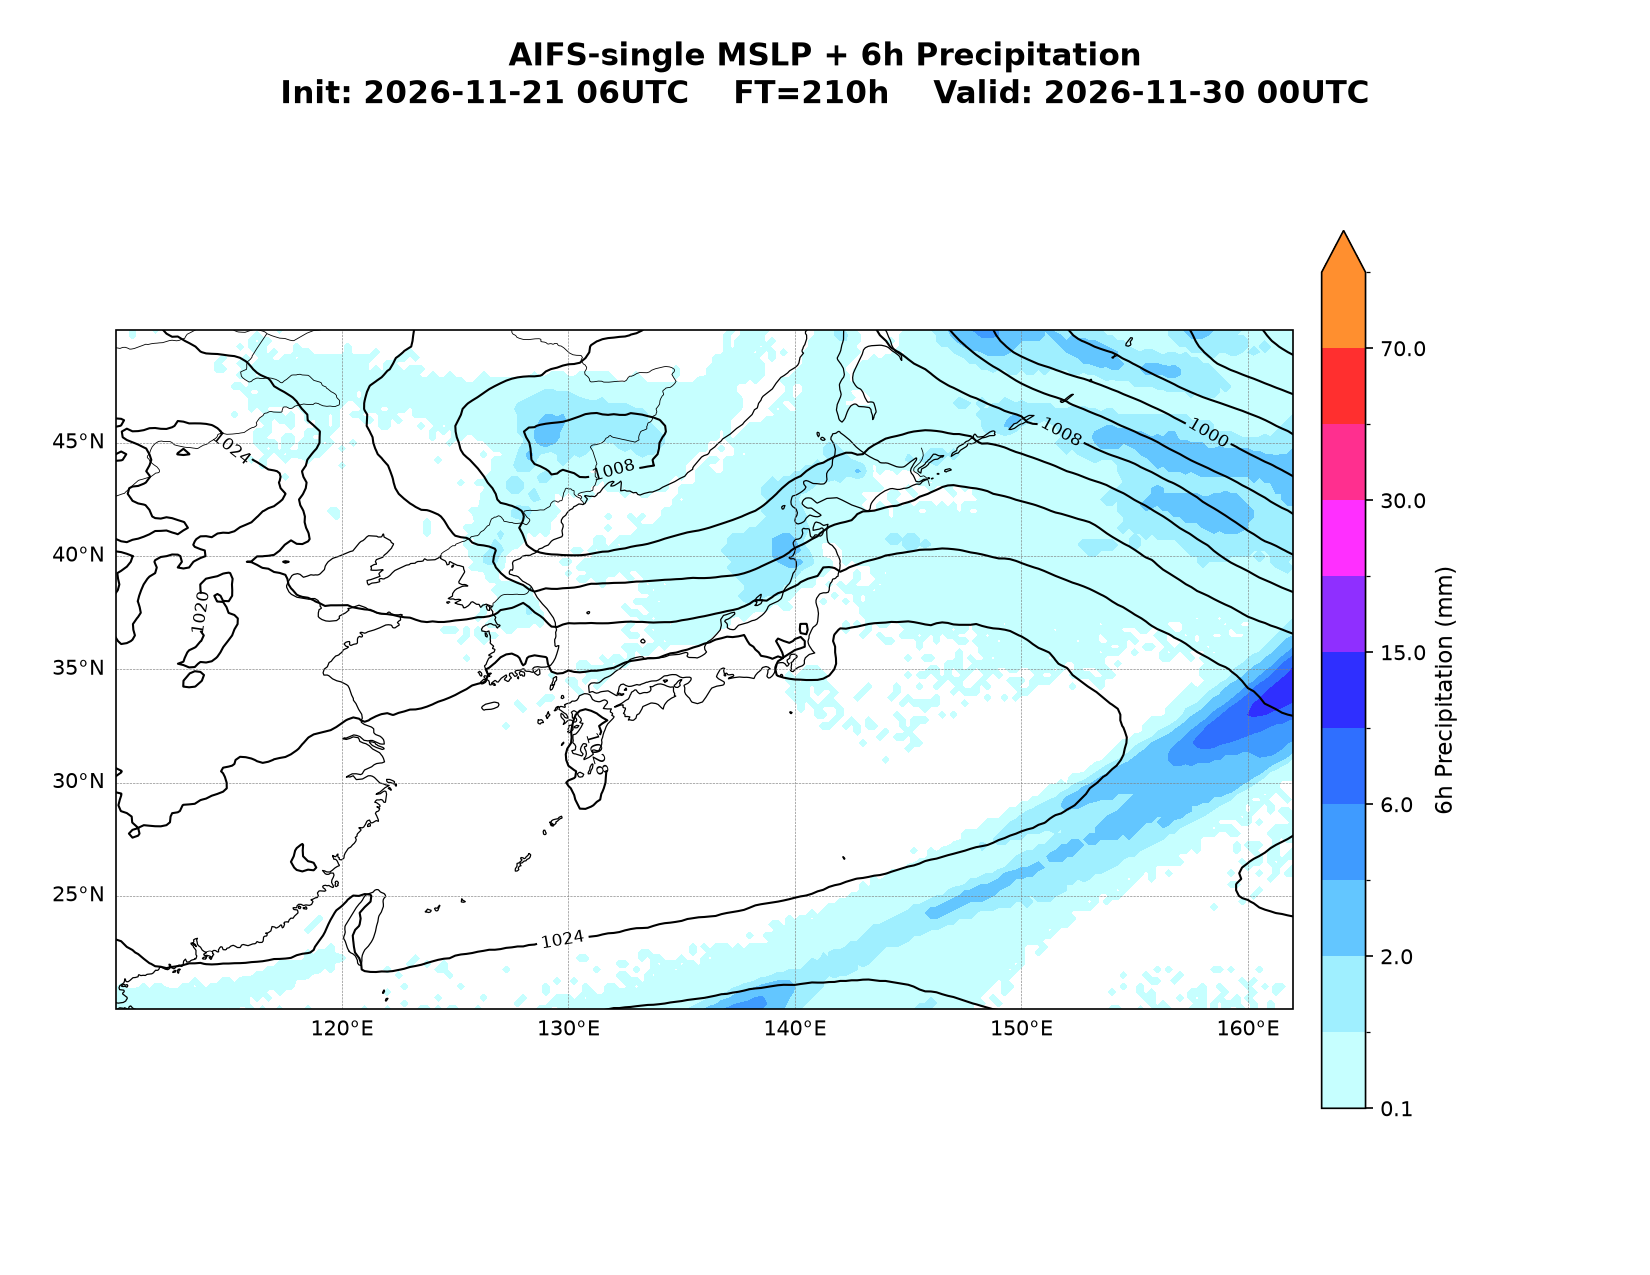 AIFS-single MSLP + 6h Precipitation
Init: 2026-11-21 06UTC    FT=210h    Valid: 2026-11-30 00UTC
70.0
30.0
15.0
6.0
2.0
0.1
6h Precipitation (mm)
45°N
40°N
35°N
30°N
25°N
1024
1008
1008
1000
1020
1028
1024
120°E
130°E
140°E
150°E
160°E